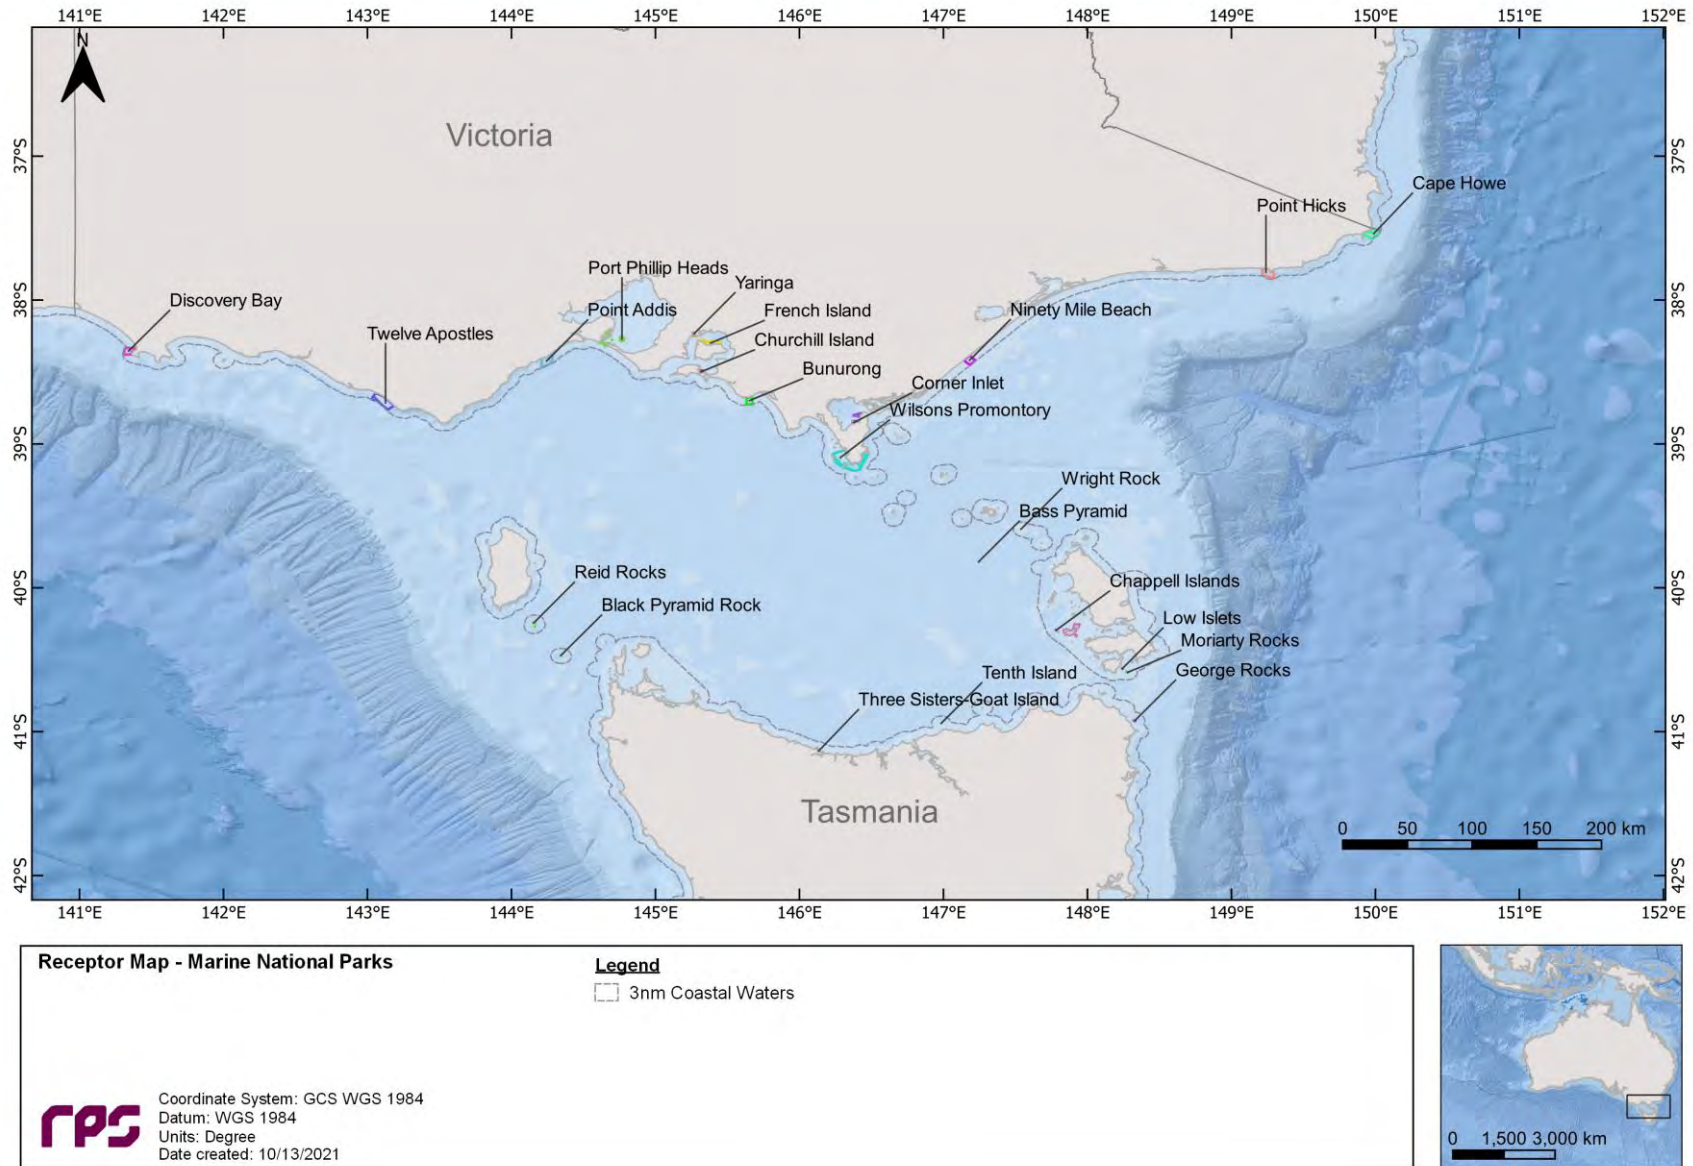 141°E 142°E 143°E 144°E 145°E 146°E 147°E 148°E 149°E 150°E 151°E 152°E
N
Victoria
37°S 37°S
Cape Howe
Point Hicks
Port Phillip Heads
Yaringa
Discovery Bay
Point Addis
French Island
Ninety Mile Beach
38°S 38°S
Twelve Apostles
Churchill Island
Bunurong
Corner Inlet
Wilsons Promontory
39°S 39°S
Wright Rock
Bass Pyramid
Reid Rocks
Chappell Islands
40°S 40°S
Black Pyramid Rock
Low Islets
Moriarty Rocks
Tenth Island
George Rocks
Three Sisters-Goat Island
41°S 41°S
Tasmania
0 50 100 150 200 km
42°S 42°S
141°E 142°E 143°E 144°E 145°E 146°E 147°E 148°E 149°E 150°E 151°E 152°E
Receptor Map - Marine National Parks
Legend
3nm Coastal Waters
rps
Coordinate System: GCS WGS 1984
Datum: WGS 1984
Units: Degree
Date created: 10/13/2021
0 1,500 3,000 km